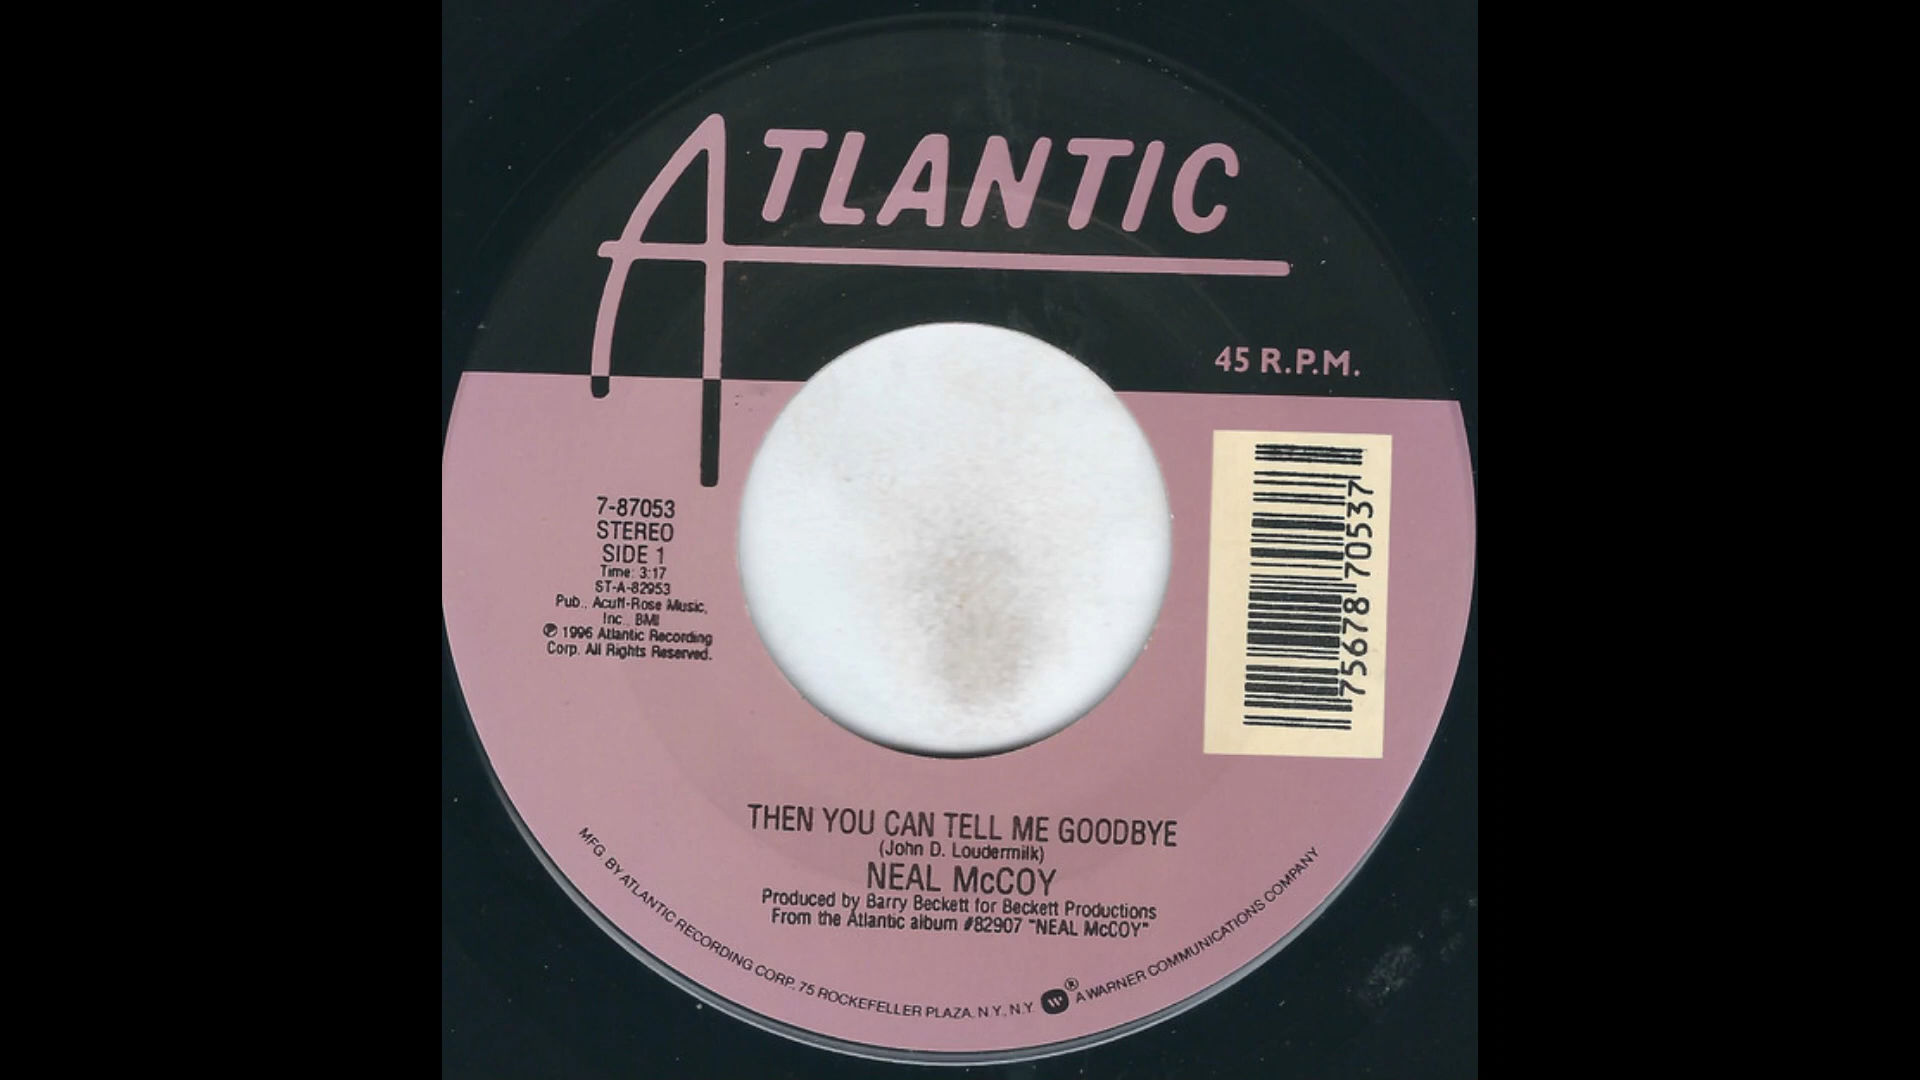 ATLANTIC
45 R.P.M.
7-87053
STEREO
SIDE 1
Time: 3:17
ST-A-82953
Pub., Acuff-Rose Music,
Inc., BMI
℗ 1996 Atlantic Recording
Corp. All Rights Reserved.
7567870537
THEN YOU CAN TELL ME GOODBYE
(John D. Loudermilk)
NEAL McCOY
Produced by Barry Beckett for Beckett Productions
From the Atlantic album #82907 "NEAL McCOY"
MFG. BY ATLANTIC RECORDING CORP., 75 ROCKEFELLER PLAZA, N.Y., N.Y. W® A WARNER COMMUNICATIONS COMPANY